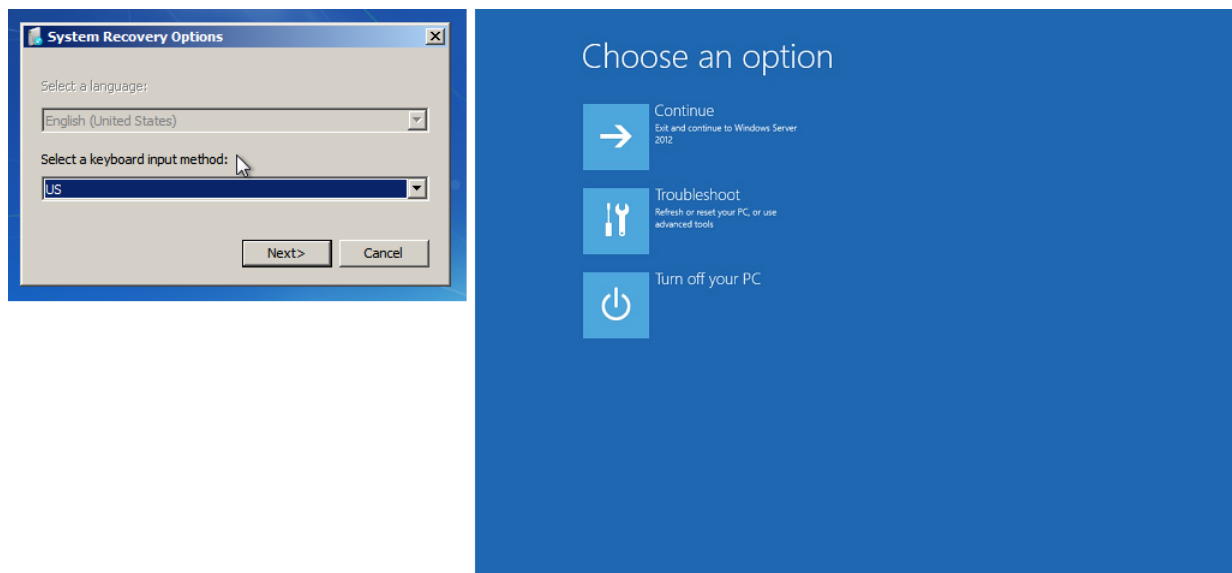 System Recovery Options
Select a language:
English (United States)
Select a keyboard input method:
US
Next>
Cancel
Choose an option
Continue
Exit and continue to Windows Server
2012
Troubleshoot
Refresh or reset your PC, or use
advanced tools
Turn off your PC